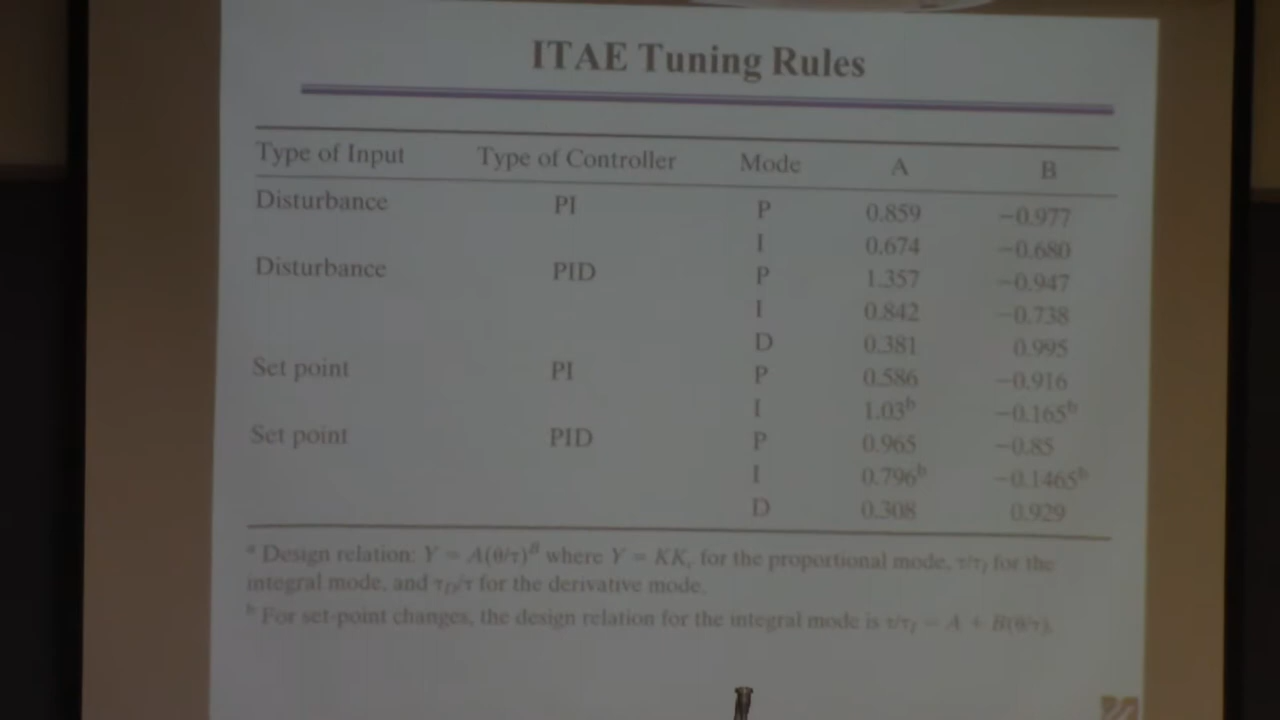 ITAE Tuning Rules
Type of Input Type of Controller Mode A B
Disturbance PI P 0.859 −0.977
I 0.674 −0.680
Disturbance PID P 1.357 −0.947
I 0.842 −0.738
D 0.381 0.995
Set point PI P 0.586 −0.916
I 1.03ᵇ −0.165ᵇ
Set point PID P 0.965 −0.85
I 0.796ᵇ −0.1465ᵇ
D 0.308 0.929
ᵃ Design relation: Y = A(θ/τ)ᴮ where Y = KK_c for the proportional mode, τ/τ_I for the
integral mode, and τ_D/τ for the derivative mode.
ᵇ For set-point changes, the design relation for the integral mode is τ/τ_I = A + B(θ/τ).